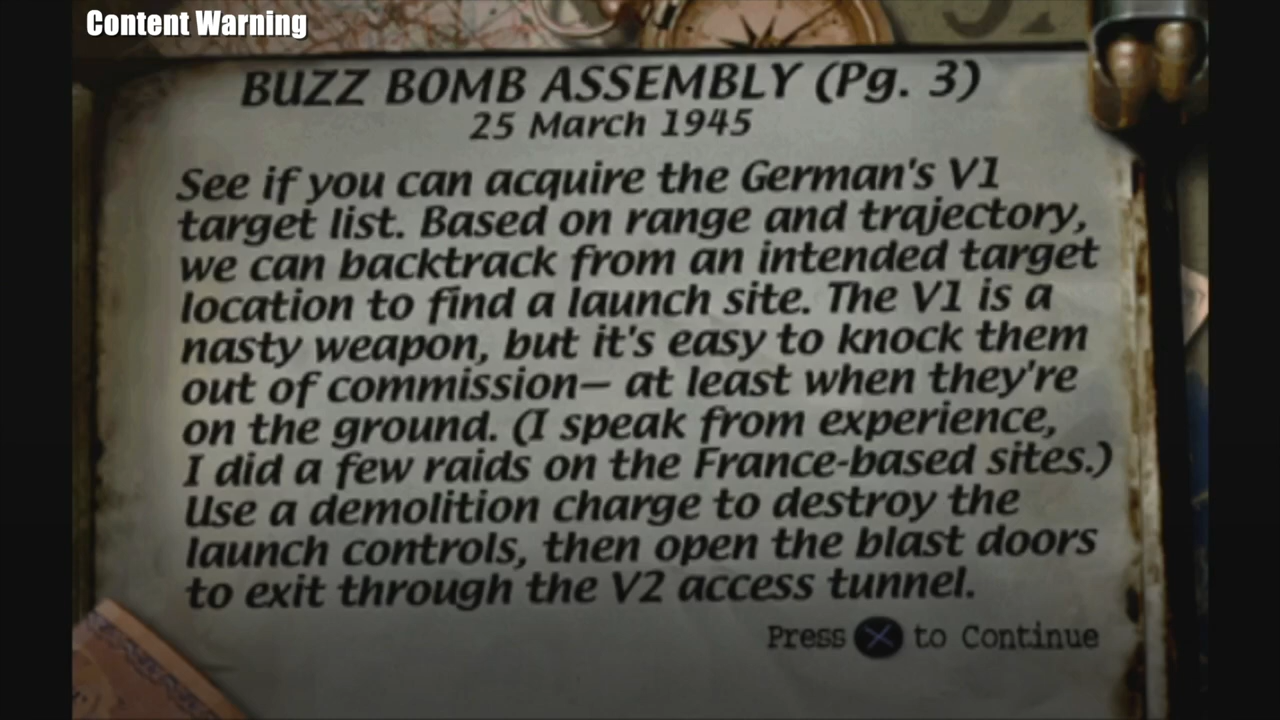 Content Warning
BUZZ BOMB ASSEMBLY (Pg. 3)
25 March 1945
See if you can acquire the German's V1
target list. Based on range and trajectory,
we can backtrack from an intended target
location to find a launch site. The V1 is a
nasty weapon, but it's easy to knock them
out of commission— at least when they're
on the ground. (I speak from experience,
I did a few raids on the France-based sites.)
Use a demolition charge to destroy the
launch controls, then open the blast doors
to exit through the V2 access tunnel.
Press X to Continue